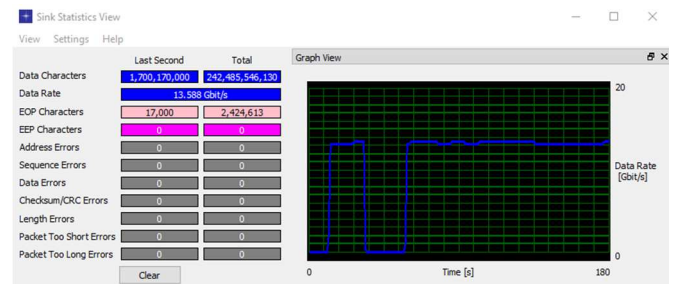 Sink Statistics View
View Settings Help
Last Second Total
Data Characters 1,700,170,000 242,485,546,130
Data Rate 13.588 Gbit/s
EOP Characters 17,000 2,424,613
EEP Characters 0 0
Address Errors 0 0
Sequence Errors 0 0
Data Errors 0 0
Checksum/CRC Errors 0 0
Length Errors 0 0
Packet Too Short Errors 0 0
Packet Too Long Errors 0 0
Clear
Graph View
20
Data Rate
[Gbit/s]
0
0 Time [s] 180